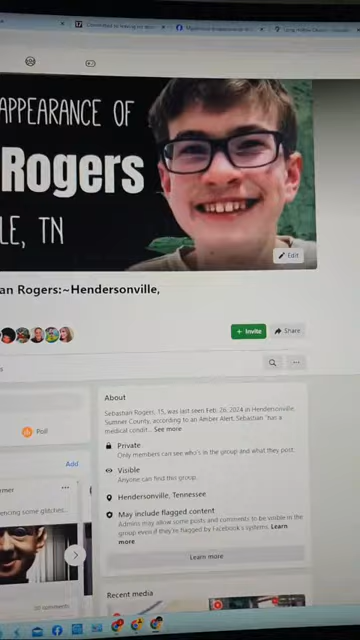 APPEARANCE OF
Rogers
LE, TN
Edit
an Rogers:~Hendersonville,
+ Invite
Share
Poll
Add
About
Sebastian Rogers, 15, was last seen Feb. 26, 2024 in Hendersonville,
Sumner County, according to an Amber Alert. Sebastian "has a
medical condit... See more
Private
Only members can see who's in the group and what they post.
Visible
Anyone can find this group.
Hendersonville, Tennessee
May include flagged content
Admins may allow some posts and comments to be visible in the
group even if they're flagged by Facebook's systems. Learn
more
Learn more
Recent media
encing some glitches..
comments